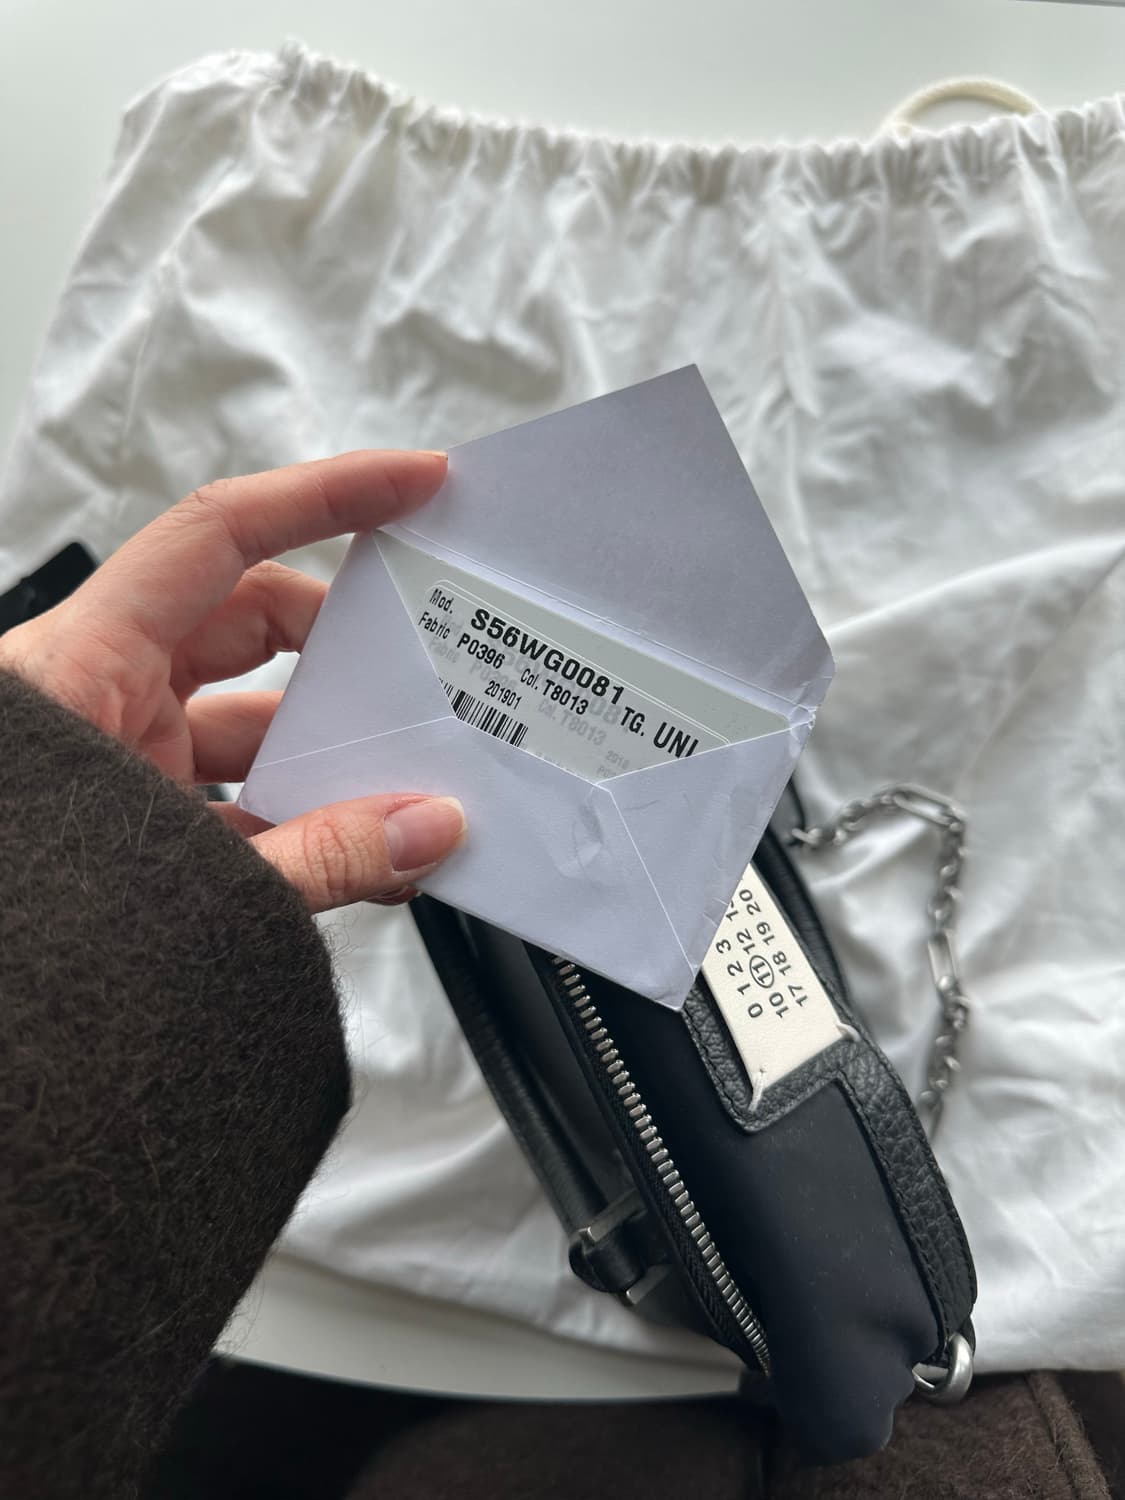 Mod. S56WG0081
Fabric P0396 Col. T8013 TG. UNI
201901
0 1 2 3
10 11 12 13
17 18 19 20